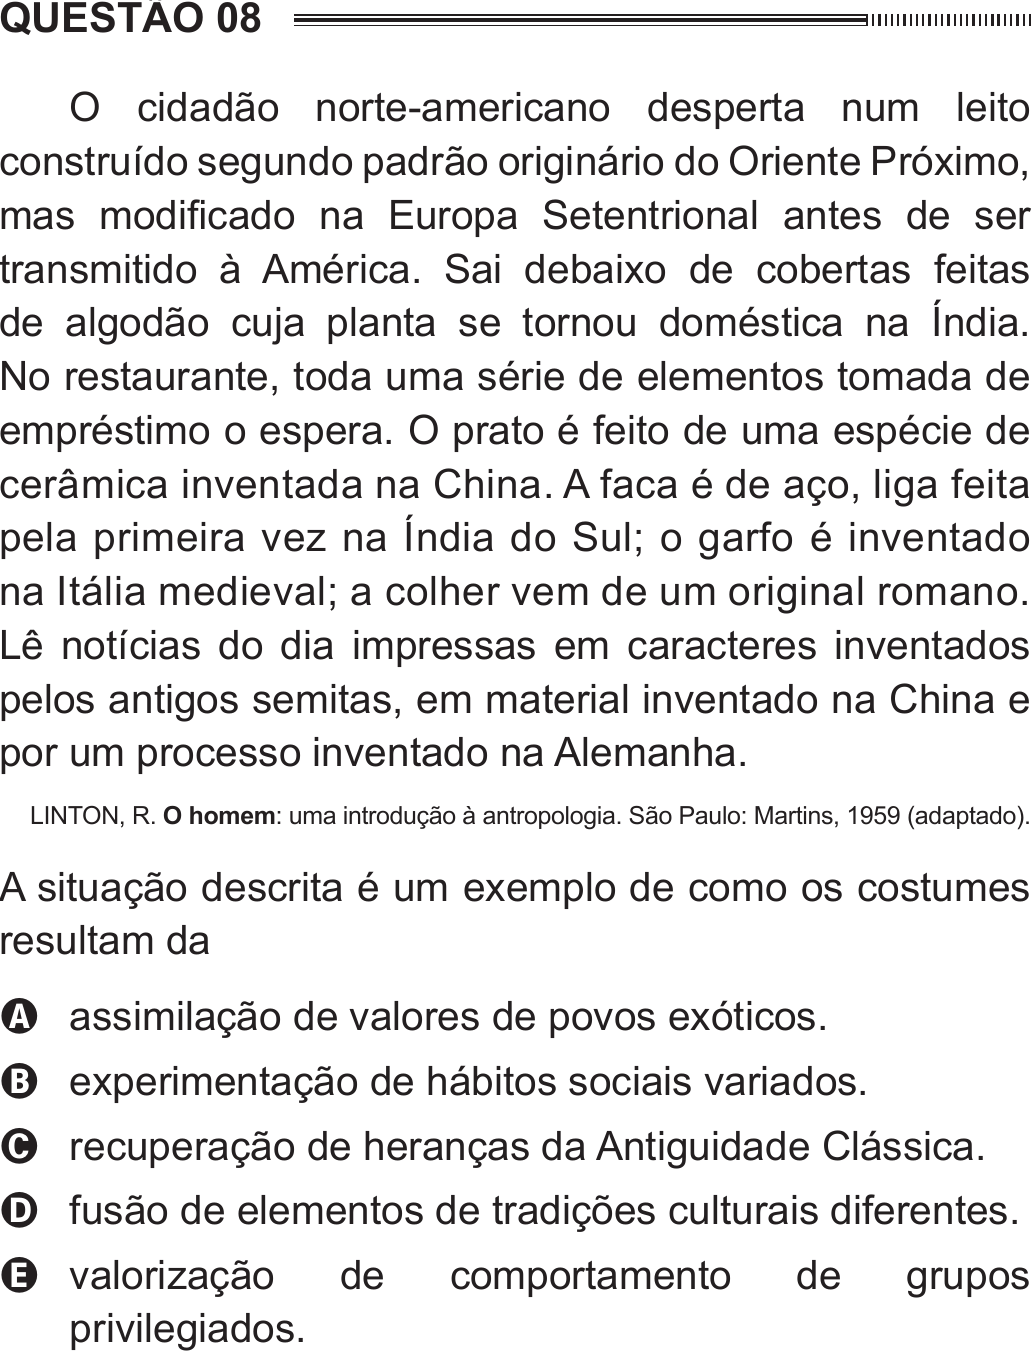 QUESTÃO 08
O cidadão norte-americano desperta num leito
construído segundo padrão originário do Oriente Próximo,
mas modificado na Europa Setentrional antes de ser
transmitido à América. Sai debaixo de cobertas feitas
de algodão cuja planta se tornou doméstica na Índia.
No restaurante, toda uma série de elementos tomada de
empréstimo o espera. O prato é feito de uma espécie de
cerâmica inventada na China. A faca é de aço, liga feita
pela primeira vez na Índia do Sul; o garfo é inventado
na Itália medieval; a colher vem de um original romano.
Lê notícias do dia impressas em caracteres inventados
pelos antigos semitas, em material inventado na China e
por um processo inventado na Alemanha.
LINTON, R. O homem: uma introdução à antropologia. São Paulo: Martins, 1959 (adaptado).
A situação descrita é um exemplo de como os costumes
resultam da
A assimilação de valores de povos exóticos.
B experimentação de hábitos sociais variados.
C recuperação de heranças da Antiguidade Clássica.
D fusão de elementos de tradições culturais diferentes.
E valorização de comportamento de grupos
privilegiados.